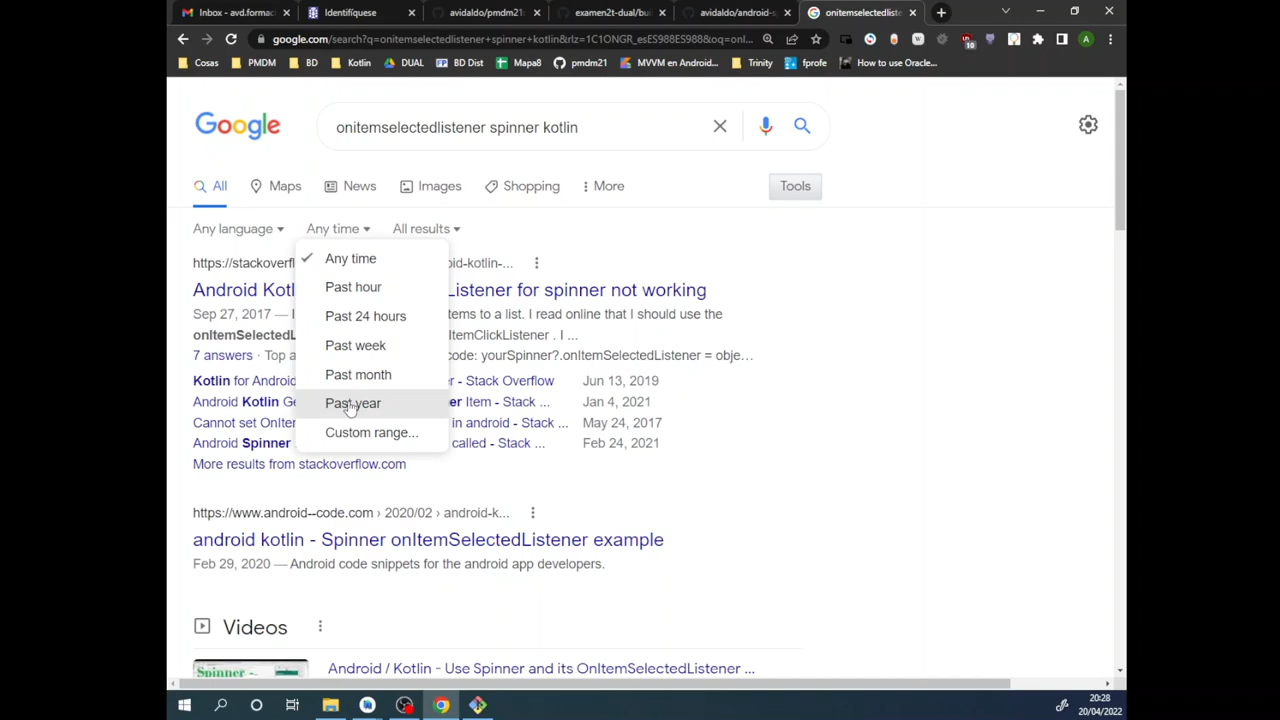 Inbox - avd.formac
Identifíquese
avidaldo/pmdm21:
examen2t-dual/bui
avidaldo/android-s
onitemselectedliste
google.com/search?q=onitemselectedlistener+spinner+kotlin&rlz=1C1ONGR_esES988ES988&oq=onl...
10
A
Cosas
PMDM
BD
Kotlin
DUAL
BD Dist
Mapa8
pmdm21
MVVM en Android...
Trinity
fprofe
How to use Oracle...
Google
onitemselectedlistener spinner kotlin
All
Maps
News
Images
Shopping
More
Tools
Any language
Any time
All results
Any time
Past hour
Past 24 hours
Past week
Past month
Past year
Custom range...
https://stackoverfl
oid-kotlin-...
Android Kotl
Listener for spinner not working
Sep 27, 2017 —
tems to a list. I read online that I should use the
onItemSelectedL
temClickListener . I ...
7 answers · Top a
code: yourSpinner?.onItemSelectedListener = obje...
Kotlin for Android
- Stack Overflow Jun 13, 2019
Android Kotlin Ge
er Item - Stack ... Jan 4, 2021
Cannot set OnIter
in android - Stack ... May 24, 2017
Android Spinner
called - Stack ... Feb 24, 2021
More results from stackoverflow.com
https://www.android--code.com › 2020/02 › android-k...
android kotlin - Spinner onItemSelectedListener example
Feb 29, 2020 — Android code snippets for the android app developers.
Videos
Spinner -
Android / Kotlin - Use Spinner and its OnItemSelectedListener ...
20:28
20/04/2022